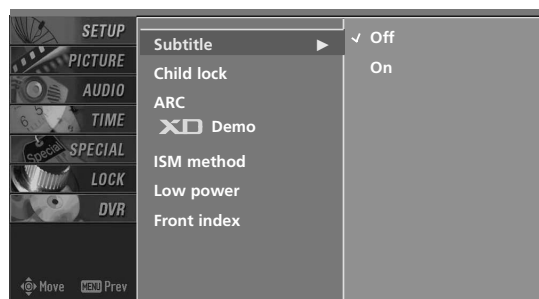 SETUP
PICTURE
AUDIO
TIME
SPECIAL
LOCK
DVR
Move MENU Prev
Subtitle
Child lock
ARC
XD Demo
ISM method
Low power
Front index
Off
On